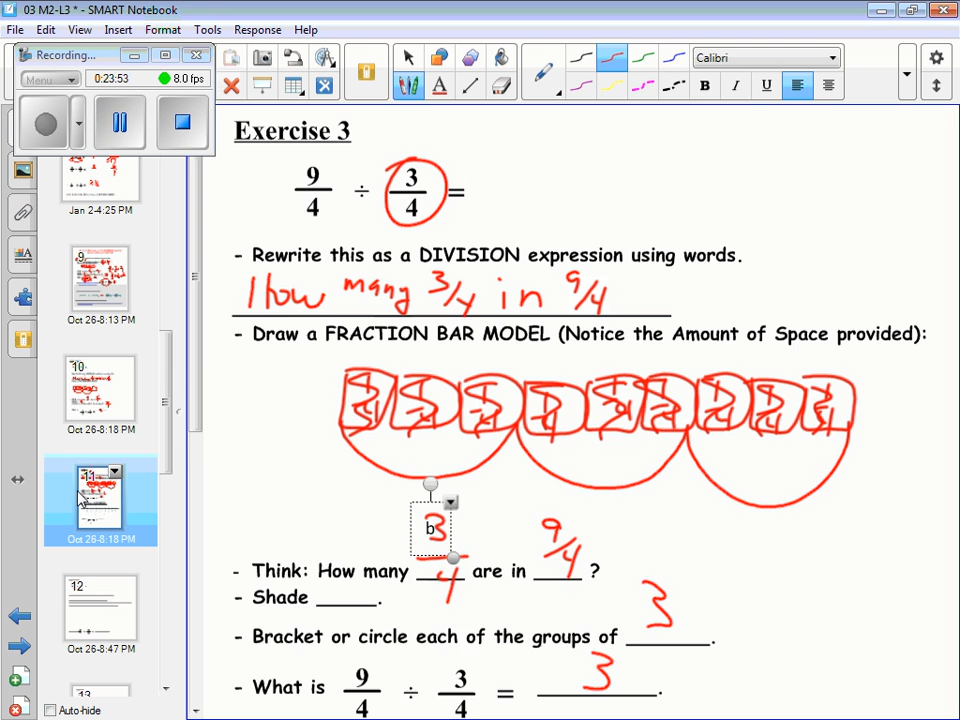 03 M2-L3 * - SMART Notebook
File Edit View Insert Format Tools Response Help
Recording...
Menu 0:23:53 8.0 fps
Calibri
B I U A
Jan 2-4:25 PM
9
Oct 26-8:13 PM
10
Oct 26-8:18 PM
11
Oct 26-8:18 PM
12
Oct 26-8:47 PM
13
Auto-hide
Exercise 3
9/4 ÷ 3/4 =
- Rewrite this as a DIVISION expression using words.
How many 3/4 in 9/4
- Draw a FRACTION BAR MODEL (Notice the Amount of Space provided):
b
- Think: How many 3/4 are in 9/4 ?
- Shade _____.
- Bracket or circle each of the groups of 3.
- What is 9/4 ÷ 3/4 = 3.